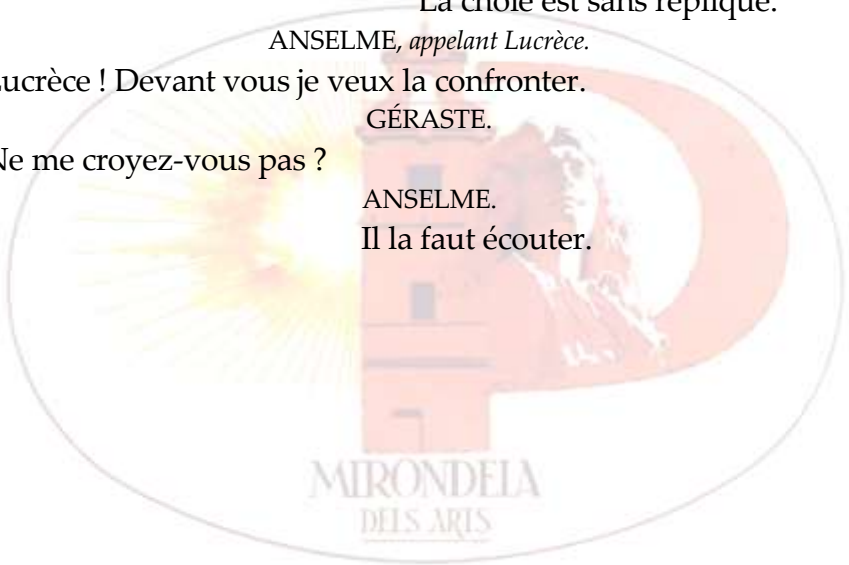 La chole est sans réplique.
ANSELME, appelant Lucrèce.
Lucrèce ! Devant vous je veux la confronter.
GÉRASTE.
Ne me croyez-vous pas ?
ANSELME.
Il la faut écouter.
MIRONDELA
DELS ARTS